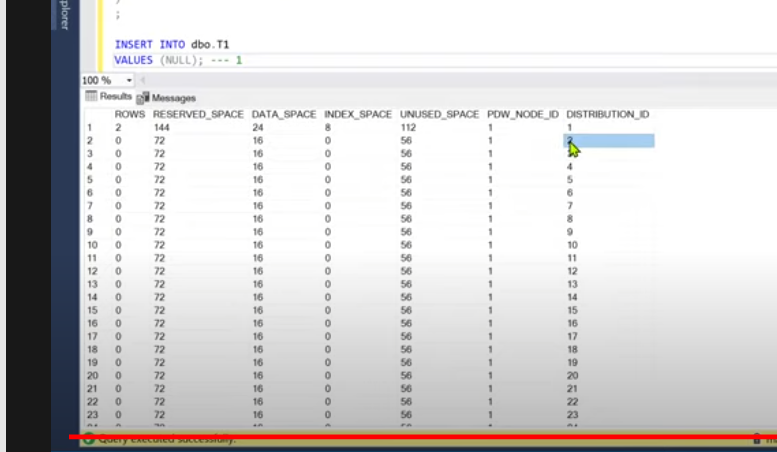 plorer
;
INSERT INTO dbo.T1
VALUES (NULL); --- 1
100 %
Results Messages
ROWS RESERVED_SPACE DATA_SPACE INDEX_SPACE UNUSED_SPACE PDW_NODE_ID DISTRIBUTION_ID
1 2 144 24 8 112 1 1
2 0 72 16 0 56 1 2
3 0 72 16 0 56 1
4 0 72 16 0 56 1 4
5 0 72 16 0 56 1 5
6 0 72 16 0 56 1 6
7 0 72 16 0 56 1 7
8 0 72 16 0 56 1 8
9 0 72 16 0 56 1 9
10 0 72 16 0 56 1 10
11 0 72 16 0 56 1 11
12 0 72 16 0 56 1 12
13 0 72 16 0 56 1 13
14 0 72 16 0 56 1 14
15 0 72 16 0 56 1 15
16 0 72 16 0 56 1 16
17 0 72 16 0 56 1 17
18 0 72 16 0 56 1 18
19 0 72 16 0 56 1 19
20 0 72 16 0 56 1 20
21 0 72 16 0 56 1 21
22 0 72 16 0 56 1 22
23 0 72 16 0 56 1 23
Query executed successfully.